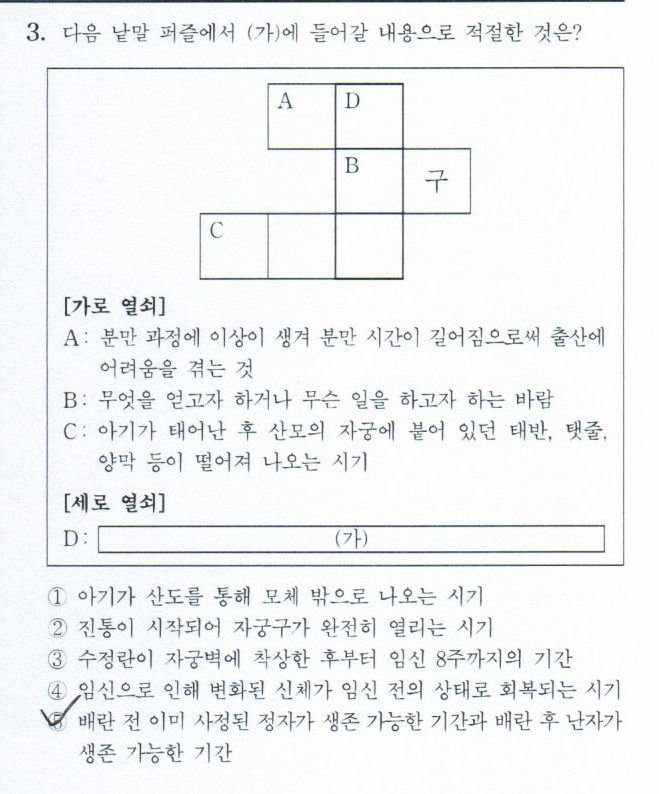 3. 다음 낱말 퍼즐에서 (가)에 들어갈 내용으로 적절한 것은?
A D
B 구
C
[가로 열쇠]
A: 분만 과정에 이상이 생겨 분만 시간이 길어짐으로써 출산에
어려움을 겪는 것
B: 무엇을 얻고자 하거나 무슨 일을 하고자 하는 바람
C: 아기가 태어난 후 산모의 자궁에 붙어 있던 태반, 탯줄,
양막 등이 떨어져 나오는 시기
[세로 열쇠]
D: (가)
① 아기가 산도를 통해 모체 밖으로 나오는 시기
② 진통이 시작되어 자궁구가 완전히 열리는 시기
③ 수정란이 자궁벽에 착상한 후부터 임신 8주까지의 기간
④ 임신으로 인해 변화된 신체가 임신 전의 상태로 회복되는 시기
⑤ 배란 전 이미 사정된 정자가 생존 가능한 기간과 배란 후 난자가
생존 가능한 기간